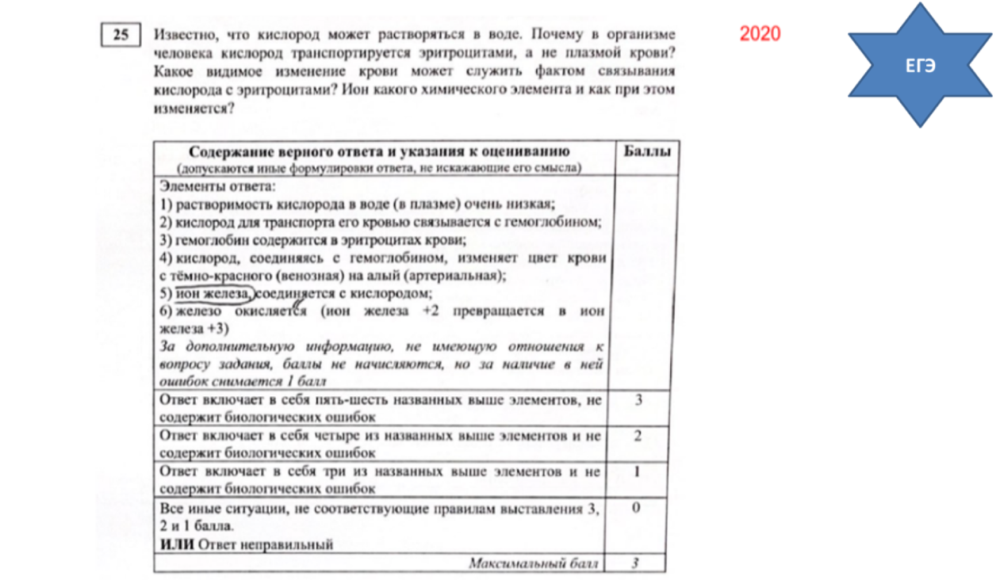 25
Известно, что кислород может растворяться в воде. Почему в организме
человека кислород транспортируется эритроцитами, а не плазмой крови?
Какое видимое изменение крови может служить фактом связывания
кислорода с эритроцитами? Ион какого химического элемента и как при этом
изменяется?
2020
ЕГЭ
Содержание верного ответа и указания к оцениванию
(допускаются иные формулировки ответа, не искажающие его смысла)
Баллы
Элементы ответа:
1) растворимость кислорода в воде (в плазме) очень низкая;
2) кислород для транспорта его кровью связывается с гемоглобином;
3) гемоглобин содержится в эритроцитах крови;
4) кислород, соединяясь с гемоглобином, изменяет цвет крови
с тёмно-красного (венозная) на алый (артериальная);
5) ион железа, соединяется с кислородом;
6) железо окисляется (ион железа +2 превращается в ион
железа +3)
За дополнительную информацию, не имеющую отношения к
вопросу задания, баллы не начисляются, но за наличие в ней
ошибок снимается 1 балл
Ответ включает в себя пять-шесть названных выше элементов, не
содержит биологических ошибок
3
Ответ включает в себя четыре из названных выше элементов и не
содержит биологических ошибок
2
Ответ включает в себя три из названных выше элементов и не
содержит биологических ошибок
1
Все иные ситуации, не соответствующие правилам выставления 3,
2 и 1 балла.
ИЛИ Ответ неправильный
0
Максимальный балл
3